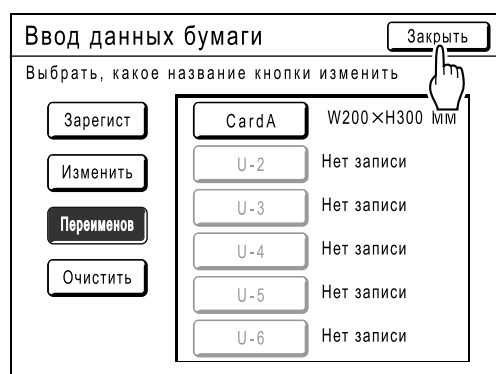 Ввод данных бумаги
Закрыть
Выбрать, какое название кнопки изменить
Зарегист
Изменить
Переименов
Очистить
CardA W200×H300 мм
U-2 Нет записи
U-3 Нет записи
U-4 Нет записи
U-5 Нет записи
U-6 Нет записи